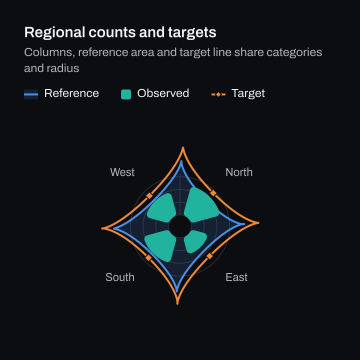 Regional counts and targets
Columns, reference area and target line share categories
and radius
Reference Observed Target
West North
South East